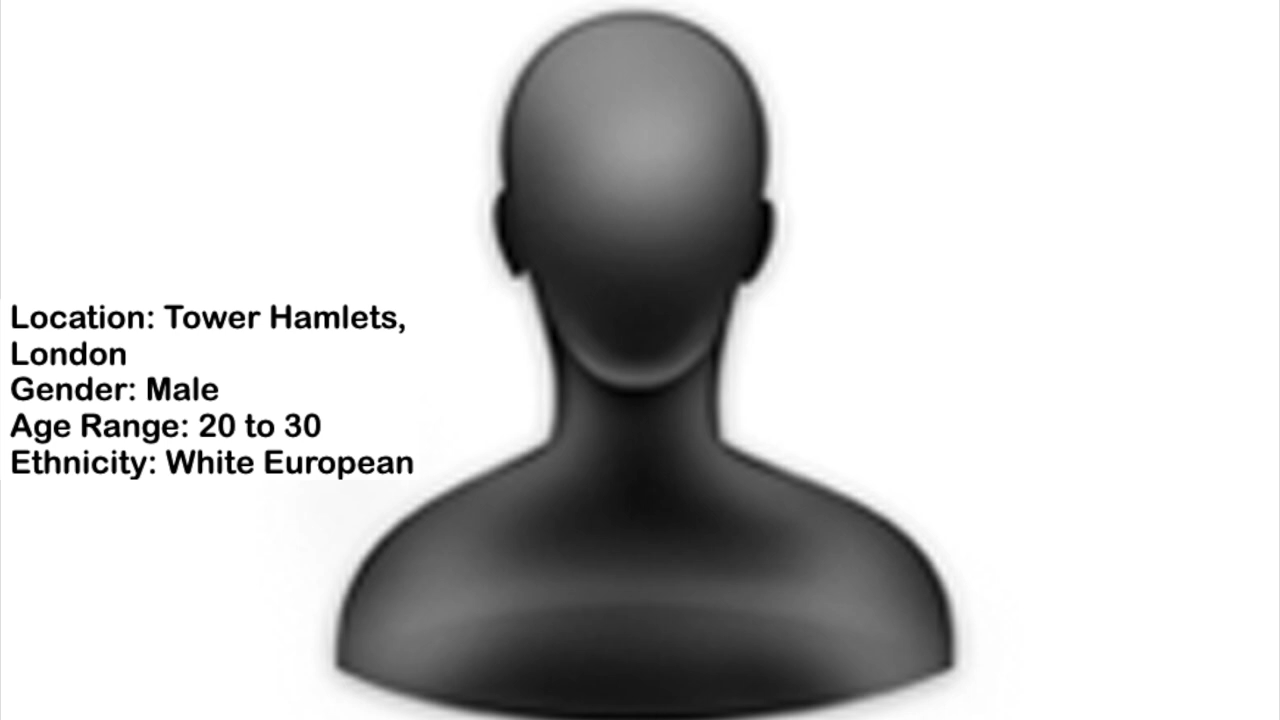 Location: Tower Hamlets,
London
Gender: Male
Age Range: 20 to 30
Ethnicity: White European